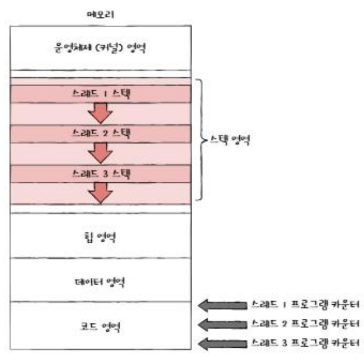 메모리
운영체제 (커널) 영역
스레드 1 스택
스레드 2 스택
스레드 3 스택
스택 영역
힙 영역
데이터 영역
코드 영역
스레드 1 프로그램 카운터
스레드 2 프로그램 카운터
스레드 3 프로그램 카운터